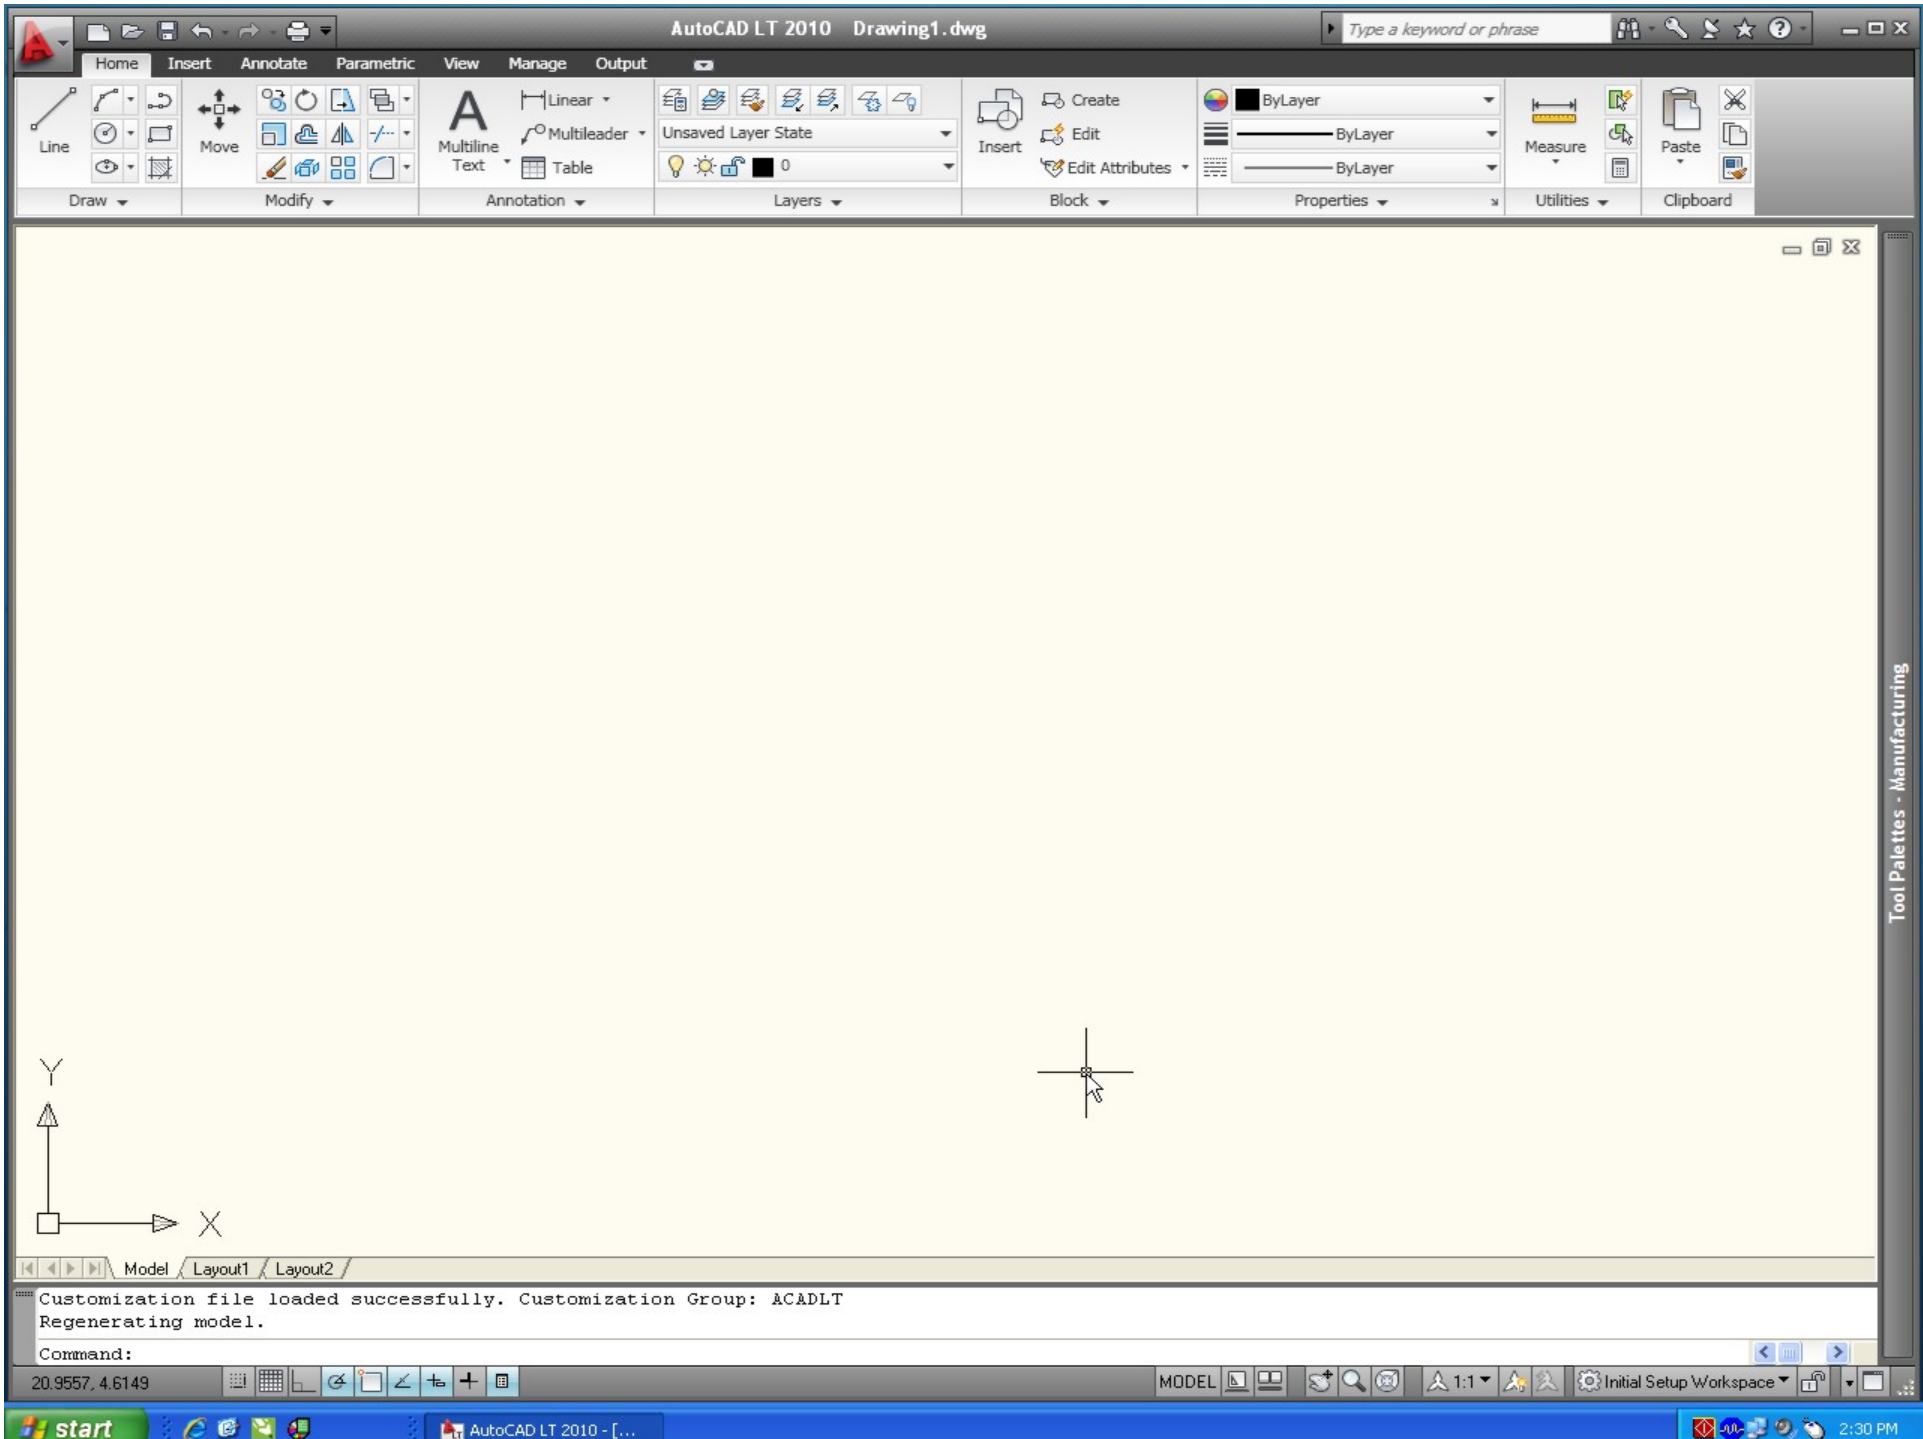 AutoCAD LT 2010 Drawing1.dwg
Type a keyword or phrase
Home Insert Annotate Parametric View Manage Output
Line
Move
A
Multiline
Text
Linear
Multileader
Table
Unsaved Layer State
0
Insert
Create
Edit
Edit Attributes
ByLayer
ByLayer
ByLayer
Measure
Paste
Draw Modify Annotation Layers Block Properties Utilities Clipboard
Tool Palettes - Manufacturing
Y
X
Model Layout1 Layout2
Customization file loaded successfully. Customization Group: ACADLT
Regenerating model.
Command:
20.9557, 4.6149
MODEL
1:1
Initial Setup Workspace
start
AutoCAD LT 2010 - [...
2:30 PM